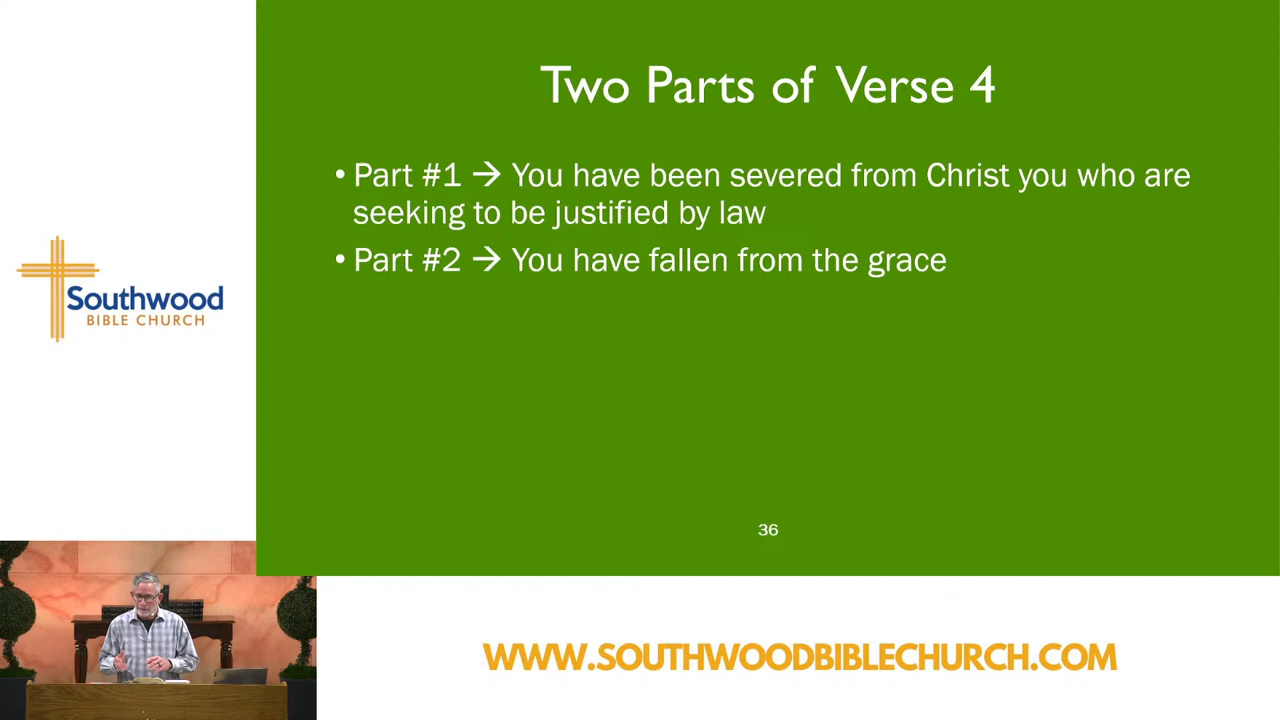 Two Parts of Verse 4
• Part #1 → You have been severed from Christ you who are
seeking to be justified by law
• Part #2 → You have fallen from the grace
36
Southwood
BIBLE CHURCH
WWW.SOUTHWOODBIBLECHURCH.COM